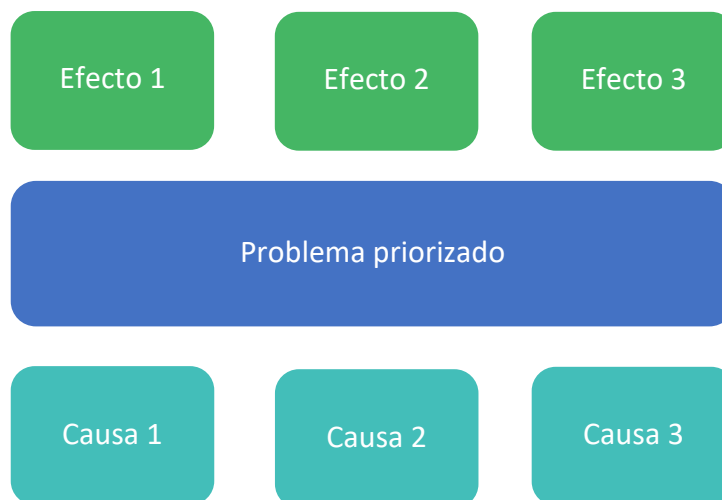 Efecto 1
Efecto 2
Efecto 3
Problema priorizado
Causa 1
Causa 2
Causa 3